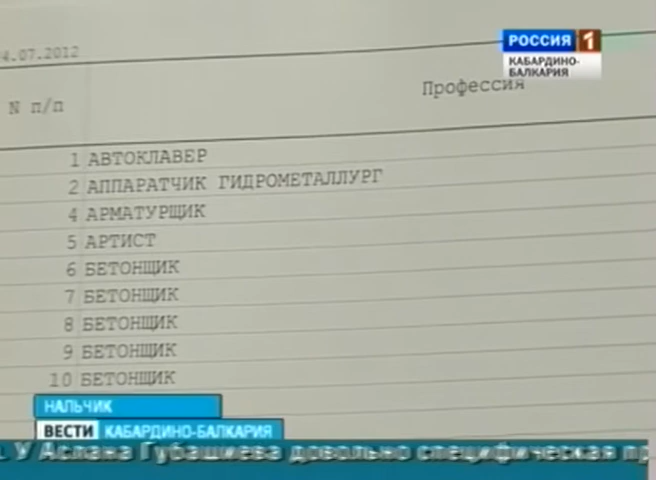 4.07.2012
РОССИЯ 1
КАБАРДИНО-
БАЛКАРИЯ
N п/п
Профессия
1 АВТОКЛАВЕР
2 АППАРАТЧИК ГИДРОМЕТАЛЛУРГ
4 АРМАТУРЩИК
5 АРТИСТ
6 БЕТОНЩИК
7 БЕТОНЩИК
8 БЕТОНЩИК
9 БЕТОНЩИК
10 БЕТОНЩИК
НАЛЬЧИК
ВЕСТИ КАБАРДИНО-БАЛКАРИЯ
У Аслана Губашиева довольно специфическая пр